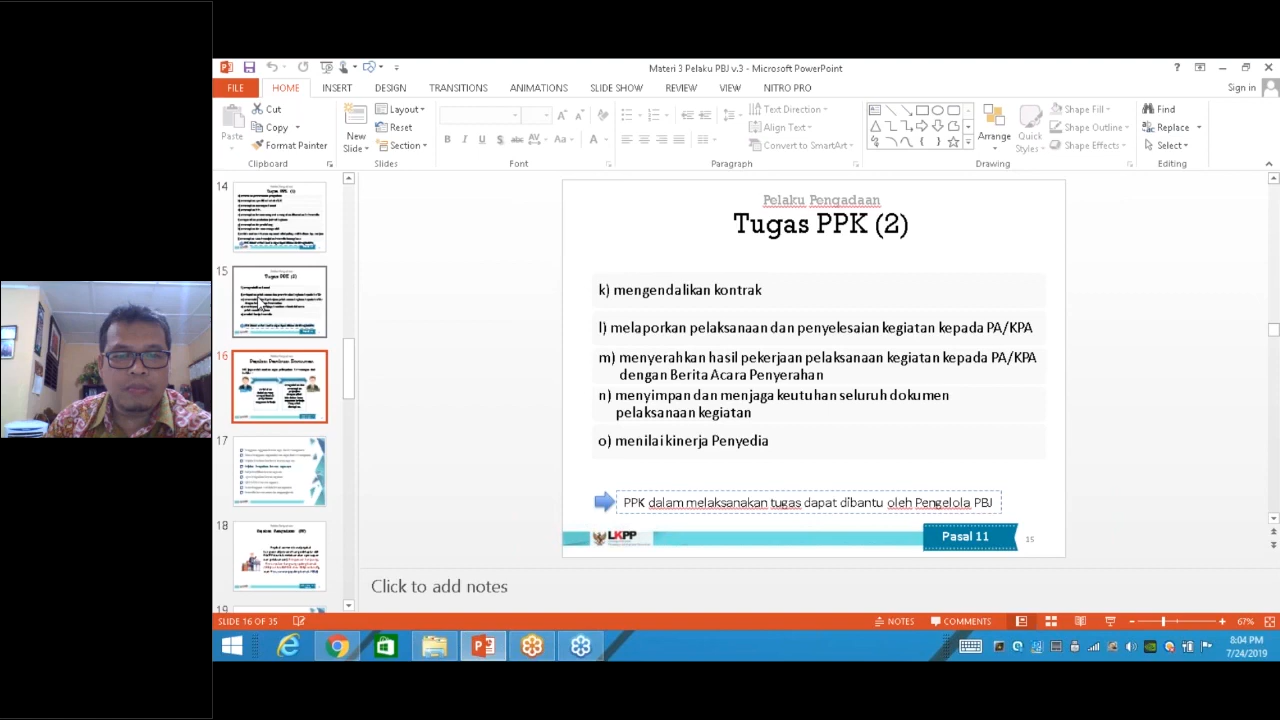 Materi 3 Pelaku PBJ v.3 - Microsoft PowerPoint
FILE HOME INSERT DESIGN TRANSITIONS ANIMATIONS SLIDE SHOW REVIEW VIEW NITRO PRO Sign in
Cut
Copy
Format Painter
Paste
Clipboard
New
Slide
Layout
Reset
Section
Slides
Font
Paragraph
Text Direction
Align Text
Convert to SmartArt
Arrange
Quick
Styles
Shape Fill
Shape Outline
Shape Effects
Drawing
Find
Replace
Select
Editing
14
Tugas PPK (1)
15
Tugas PPK (2)
16
17
18
19
Pelaku Pengadaan
Tugas PPK (2)
k) mengendalikan kontrak
l) melaporkan pelaksanaan dan penyelesaian kegiatan kepada PA/KPA
m) menyerahkan hasil pekerjaan pelaksanaan kegiatan kepada PA/KPA
dengan Berita Acara Penyerahan
n) menyimpan dan menjaga keutuhan seluruh dokumen
pelaksanaan kegiatan
o) menilai kinerja Penyedia
PPK dalam melaksanakan tugas dapat dibantu oleh Pengelola PBJ
LKPP
Pasal 11
15
Click to add notes
SLIDE 16 OF 35
NOTES COMMENTS 67%
8:04 PM
7/24/2019